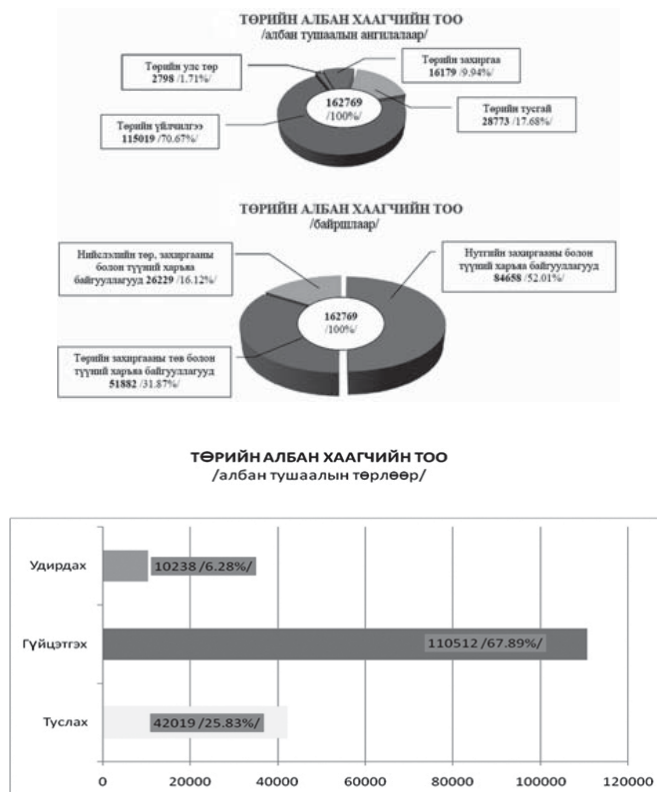 ТӨРИЙН АЛБАН ХААГЧИЙН ТОО
/албан тушаалын ангилалаар/
Төрийн улс төр
2798 /1.71%/
Төрийн захиргаа
16179 /9.94%/
Төрийн үйлчилгээ
115019 /70.67%/
162769
/100%/
Төрийн тусгай
28773 /17.68%/
ТӨРИЙН АЛБАН ХААГЧИЙН ТОО
/байршлаар/
Нийслэлийн төр, захиргааны
болон түүний харъяа
байгууллагууд 26229 /16.12%/
Нутгийн захиргааны болон
түүний харъяа байгууллагууд
84658 /52.01%/
162769
/100%/
Төрийн захиргааны төв болон
түүний харъяа байгууллагууд
51882 /31.87%/
ТӨРИЙН АЛБАН ХААГЧИЙН ТОО
/албан тушаалын төрлөөр/
Удирдах
10238 /6.28%/
Гүйцэтгэх
110512 /67.89%/
Туслах
42019 /25.83%/
0 20000 40000 60000 80000 100000 120000